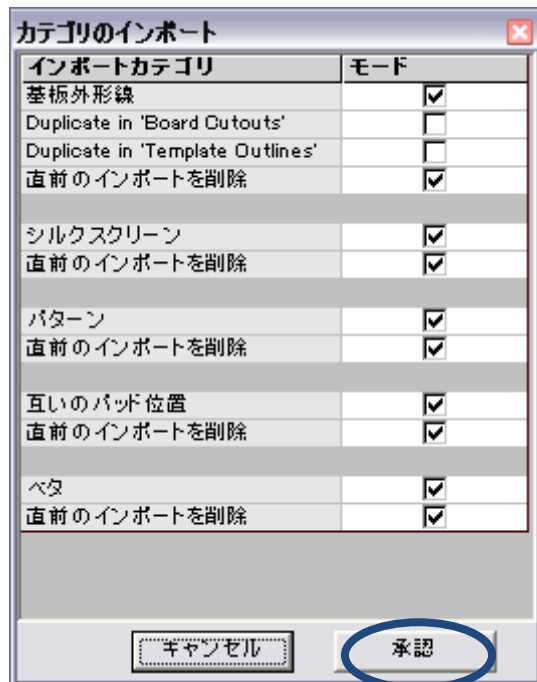 カテゴリのインポート
インポートカテゴリ モード
基板外形線
Duplicate in 'Board Cutouts'
Duplicate in 'Template Outlines'
直前のインポートを削除
シルクスクリーン
直前のインポートを削除
パターン
直前のインポートを削除
互いのパッド位置
直前のインポートを削除
ベタ
直前のインポートを削除
キャンセル 承認